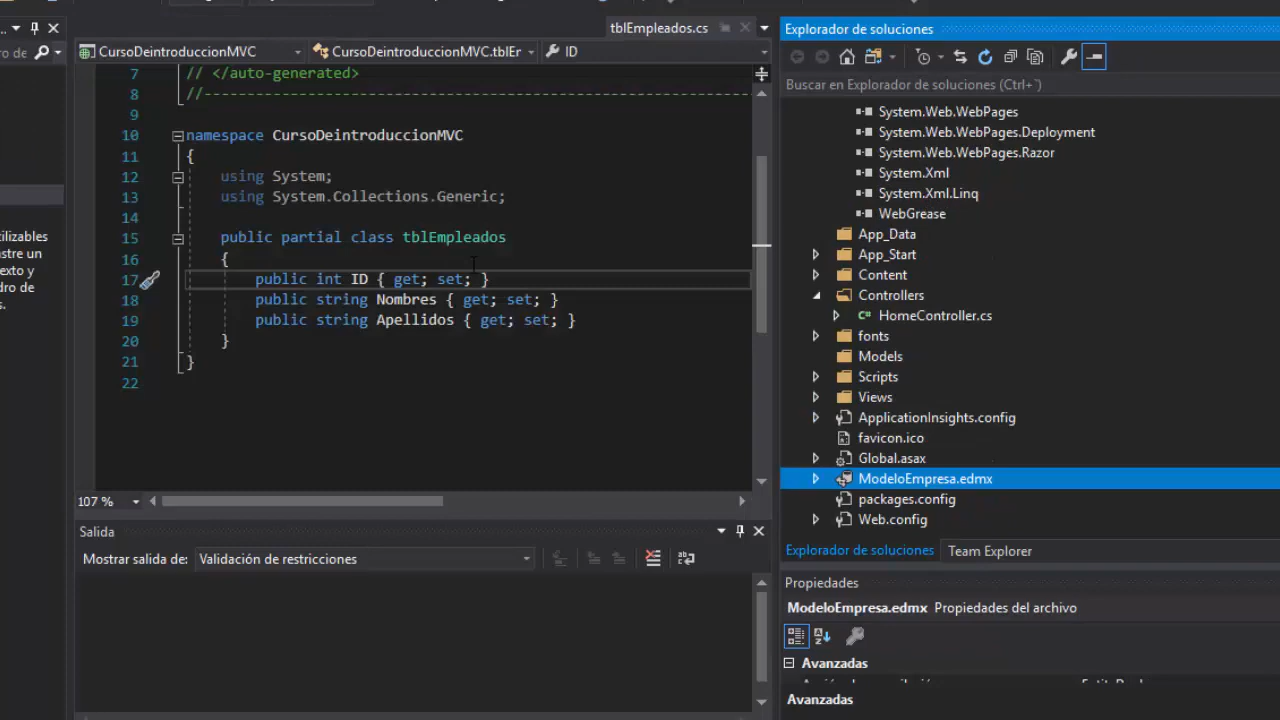 ... 
tblEmpleados.cs
Explorador de soluciones
CursoDeintroduccionMVC
CursoDeintroduccionMVC.tblEr
ID
ro de
Buscar en Explorador de soluciones (Ctrl+´)
7 // </auto-generated>
8 //------------------------------------------------------------------
9
10 namespace CursoDeintroduccionMVC
11 {
12 using System;
13 using System.Collections.Generic;
14
15 public partial class tblEmpleados
16 {
17 public int ID { get; set; }
18 public string Nombres { get; set; }
19 public string Apellidos { get; set; }
20 }
21 }
22
ilizables
stre un
exto y
dro de
s.
107 %
System.Web.WebPages
System.Web.WebPages.Deployment
System.Web.WebPages.Razor
System.Xml
System.Xml.Linq
WebGrease
App_Data
App_Start
Content
Controllers
C# HomeController.cs
fonts
Models
Scripts
Views
ApplicationInsights.config
favicon.ico
Global.asax
ModeloEmpresa.edmx
packages.config
Web.config
Explorador de soluciones
Team Explorer
Salida
Mostrar salida de:
Validación de restricciones
Propiedades
ModeloEmpresa.edmx Propiedades del archivo
Avanzadas
Avanzadas